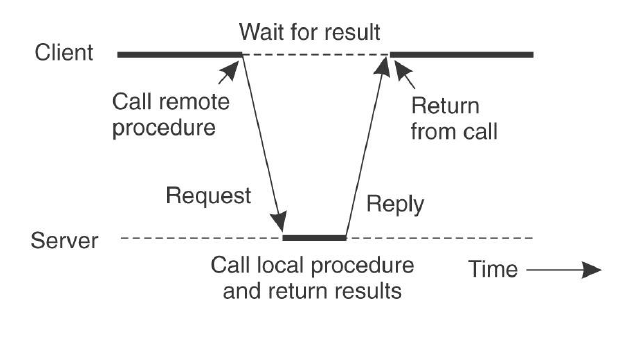 Wait for result
Client
Call remote
procedure
Return
from call
Request
Reply
Server
Call local procedure
and return results
Time